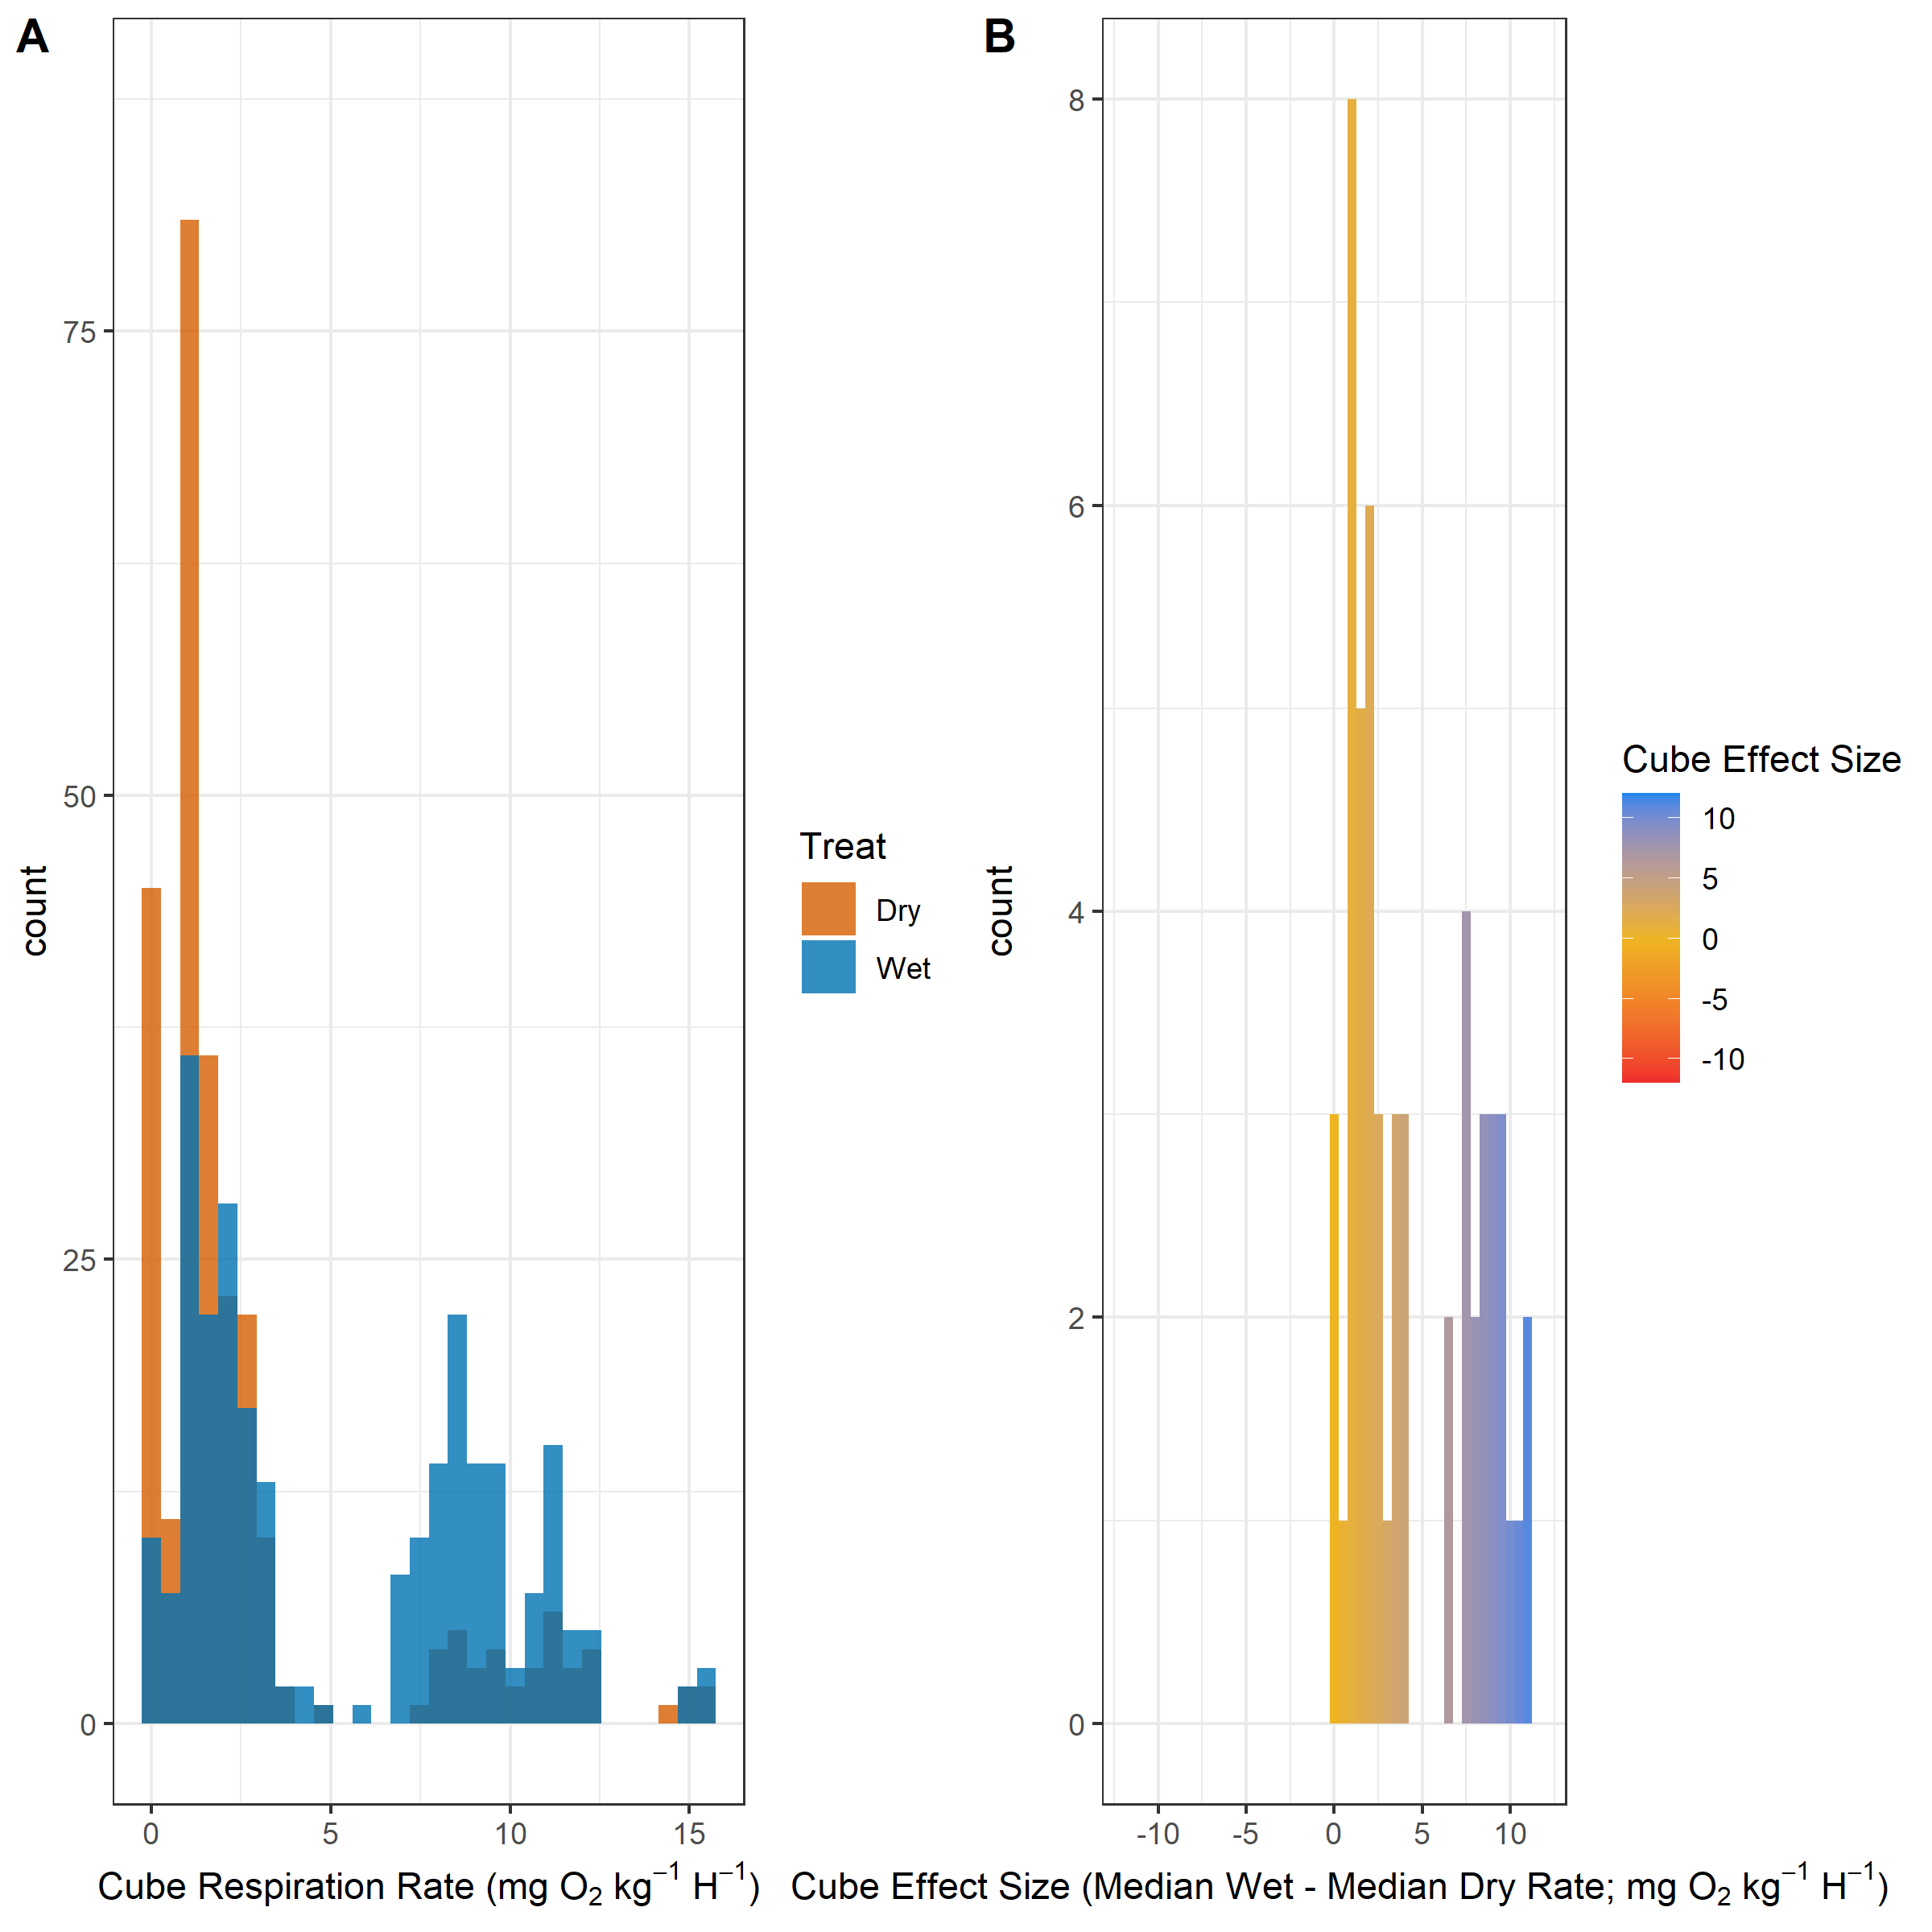 A
75
50
25
0
count
0 5 10 15
Cube Respiration Rate (mg O₂ kg⁻¹ H⁻¹)
Treat
Dry
Wet
B
8
6
4
2
0
count
-10 -5 0 5 10
Cube Effect Size (Median Wet - Median Dry Rate; mg O₂ kg⁻¹ H⁻¹)
Cube Effect Size
10
5
0
-5
-10